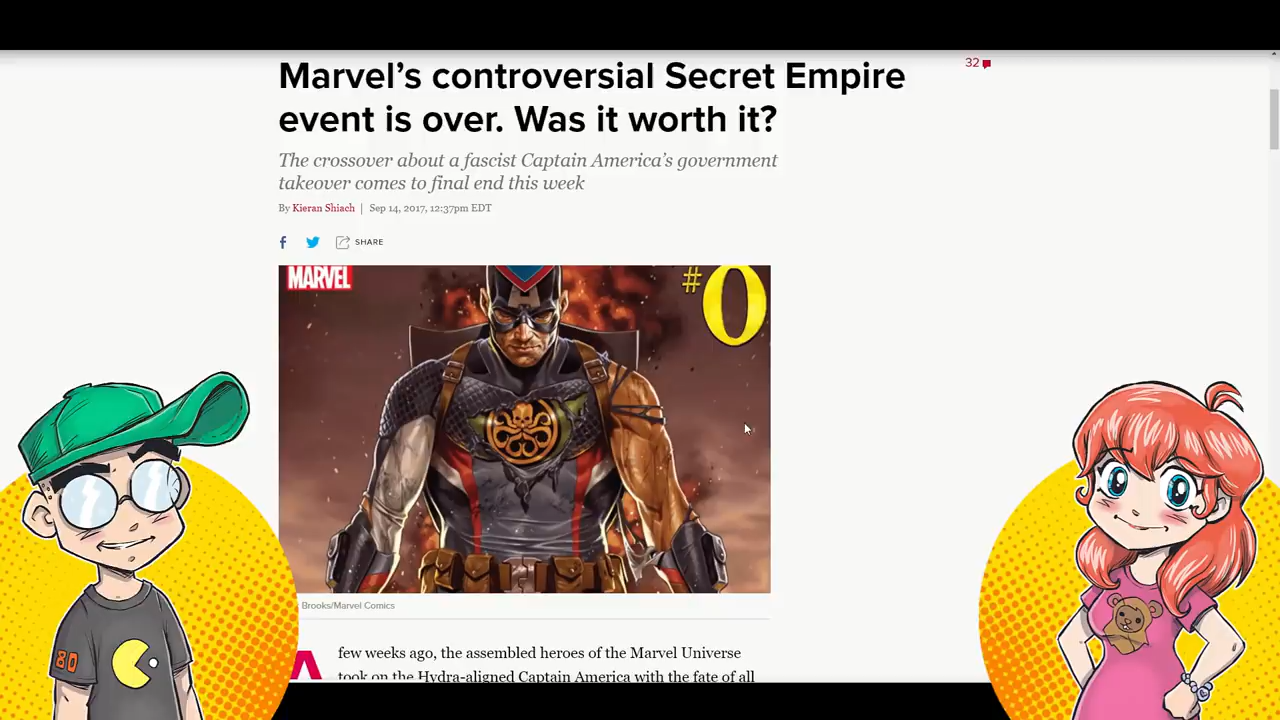 Marvel’s controversial Secret Empire
32
event is over. Was it worth it?
The crossover about a fascist Captain America’s government
takeover comes to final end this week
By Kieran Shiach | Sep 14, 2017, 12:37pm EDT
SHARE
MARVEL
#0
Brooks/Marvel Comics
A few weeks ago, the assembled heroes of the Marvel Universe
took on the Hydra-aligned Captain America with the fate of all
80